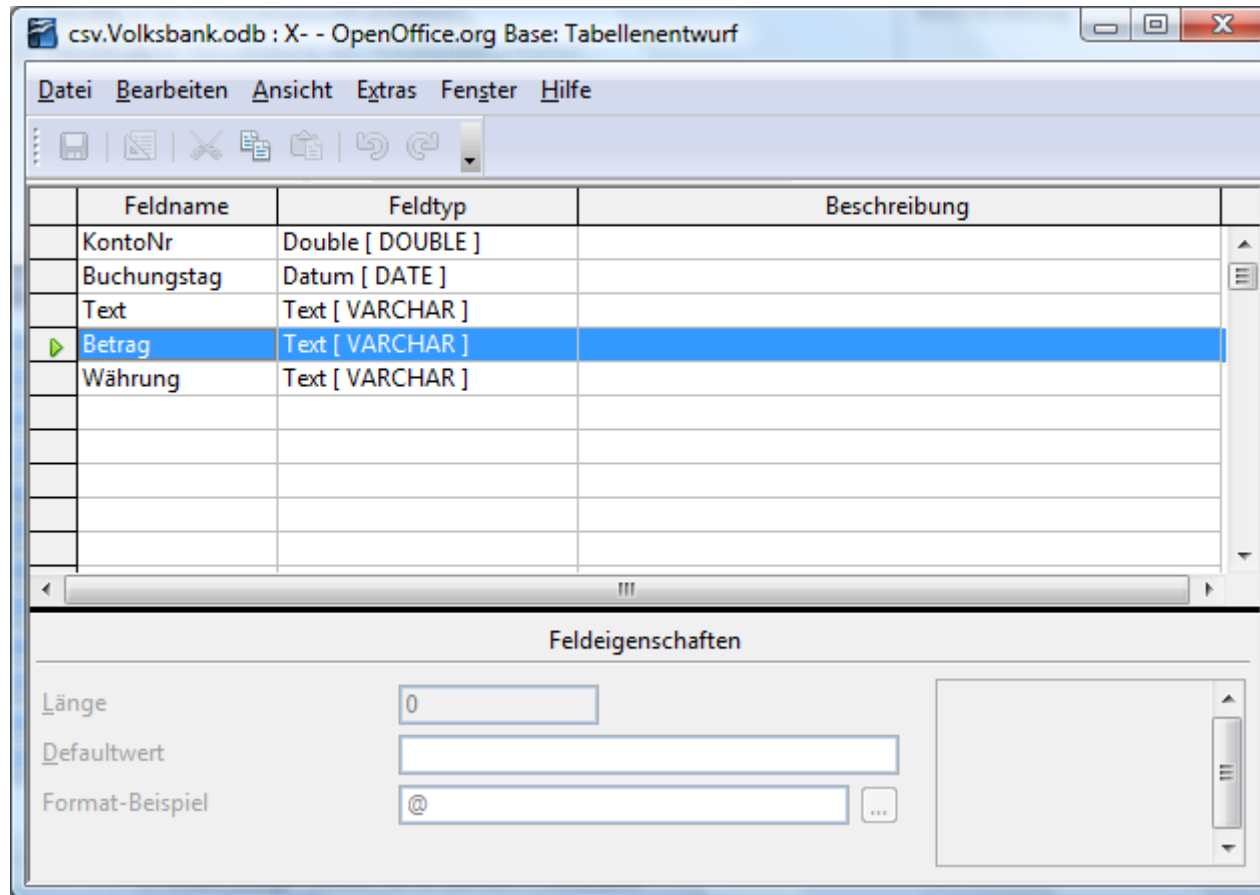 csv.Volksbank.odb : X- - OpenOffice.org Base: Tabellenentwurf
Datei Bearbeiten Ansicht Extras Fenster Hilfe
Feldname Feldtyp Beschreibung
KontoNr Double [ DOUBLE ]
Buchungstag Datum [ DATE ]
Text Text [ VARCHAR ]
Betrag Text [ VARCHAR ]
Währung Text [ VARCHAR ]
Feldeigenschaften
Länge 0
Defaultwert
Format-Beispiel @ ...